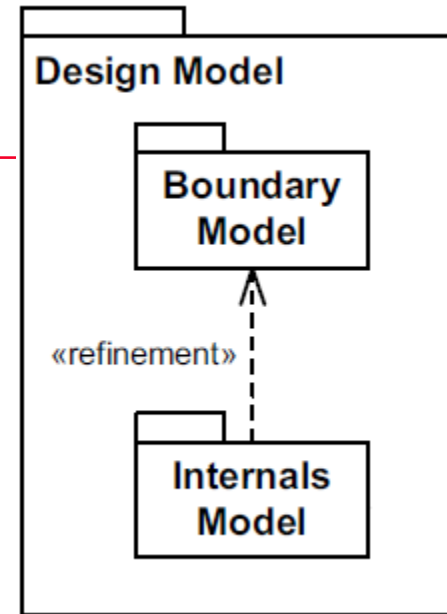 Design Model
Boundary
Model
«refinement»
Internals
Model